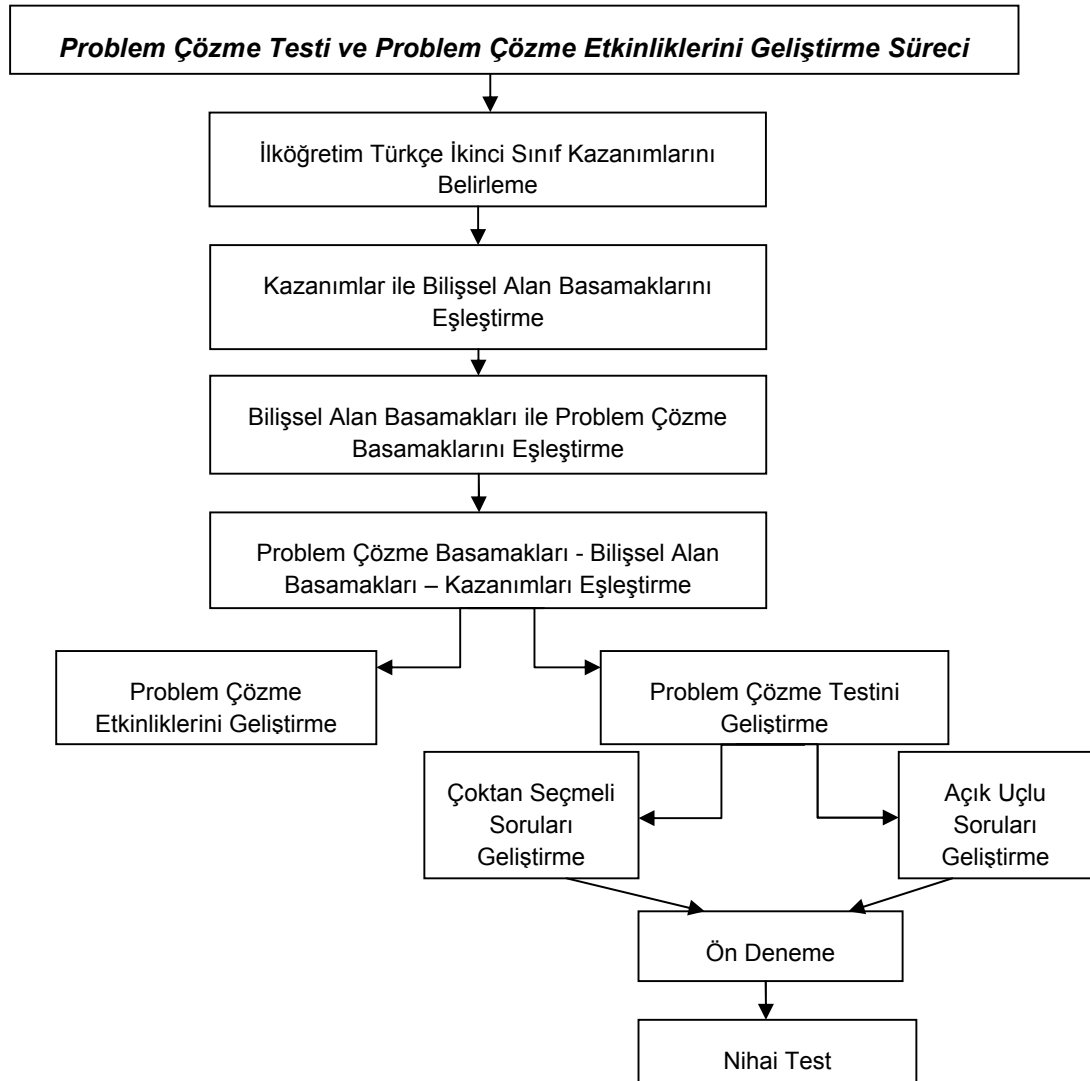 Problem Çözme Testi ve Problem Çözme Etkinliklerini Geliştirme Süreci
İlköğretim Türkçe İkinci Sınıf Kazanımlarını
Belirleme
Kazanımlar ile Bilişsel Alan Basamaklarını
Eşleştirme
Bilişsel Alan Basamakları ile Problem Çözme
Basamaklarını Eşleştirme
Problem Çözme Basamakları - Bilişsel Alan
Basamakları – Kazanımları Eşleştirme
Problem Çözme
Etkinliklerini Geliştirme
Problem Çözme Testini
Geliştirme
Çoktan Seçmeli
Soruları
Geliştirme
Açık Uçlu
Soruları
Geliştirme
Ön Deneme
Nihai Test